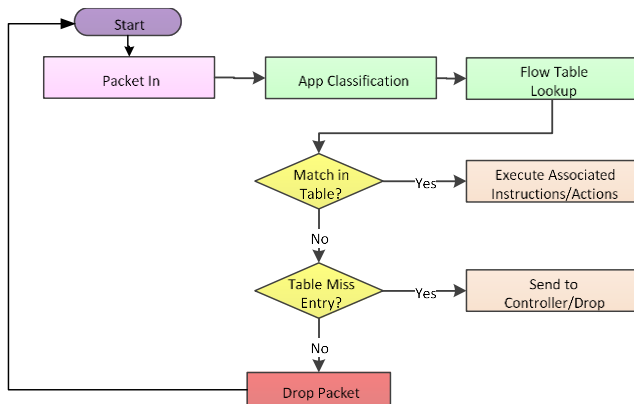 Start
Packet In
App Classification
Flow Table
Lookup
Match in
Table?
Yes
Execute Associated
Instructions/Actions
No
Table Miss
Entry?
Yes
Send to
Controller/Drop
No
Drop Packet